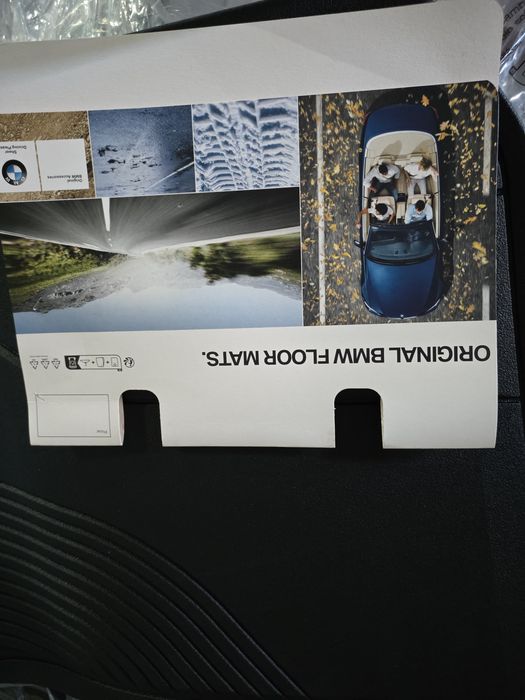 ORIGINAL BMW FLOOR MATS.
Price
Original
BMW Accessories
Sheer
Driving Pleasure